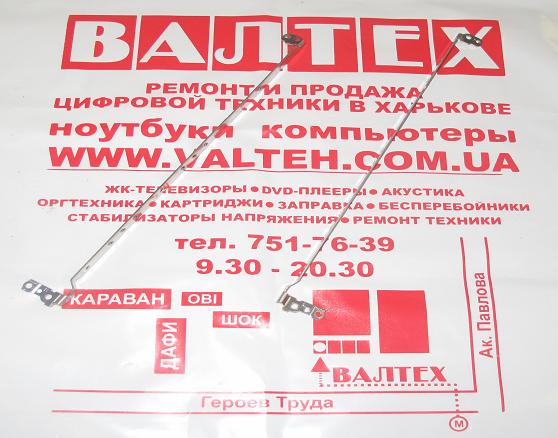 ВАЛТЕХ
РЕМОНТ И ПРОДАЖА
ЦИФРОВОЙ ТЕХНИКИ В ХАРЬКОВЕ
ноутбуки компьютеры
WWW.VALTEH.COM.UA
ЖК-ТЕЛЕВИЗОРЫ • DVD-ПЛЕЕРЫ • АКУСТИКА
ОРГТЕХНИКА • КАРТРИДЖИ • ЗАПРАВКА • БЕСПЕРЕБОЙНИКИ
СТАБИЛИЗАТОРЫ НАПРЯЖЕНИЯ • РЕМОНТ ТЕХНИКИ
тел. 751-76-39
9.30 - 20.30
КАРАВАН
ОВІ
ШОК
ДАФИ
ВАЛТЕХ
Героев Труда
Ак. Павлова
М